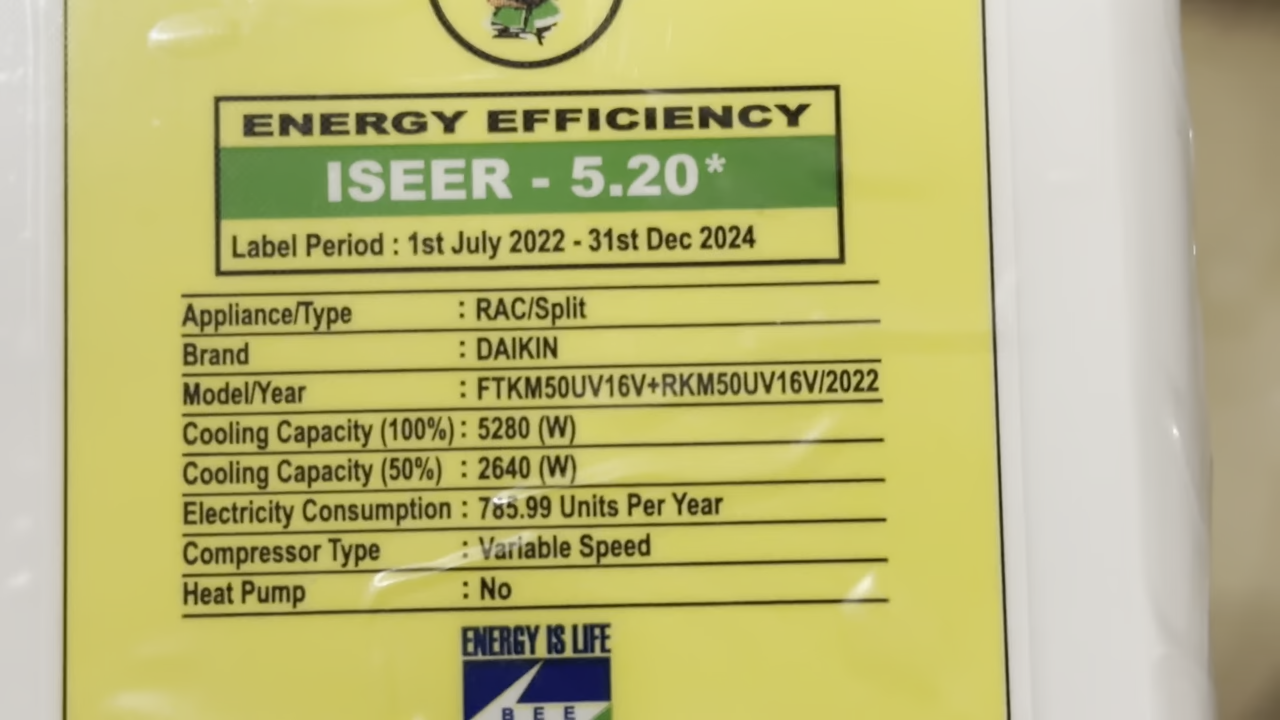 ENERGY EFFICIENCY
ISEER - 5.20*
Label Period : 1st July 2022 - 31st Dec 2024
Appliance/Type : RAC/Split
Brand : DAIKIN
Model/Year : FTKM50UV16V+RKM50UV16V/2022
Cooling Capacity (100%) : 5280 (W)
Cooling Capacity (50%) : 2640 (W)
Electricity Consumption : 785.99 Units Per Year
Compressor Type : Variable Speed
Heat Pump : No
ENERGY IS LIFE
BEE